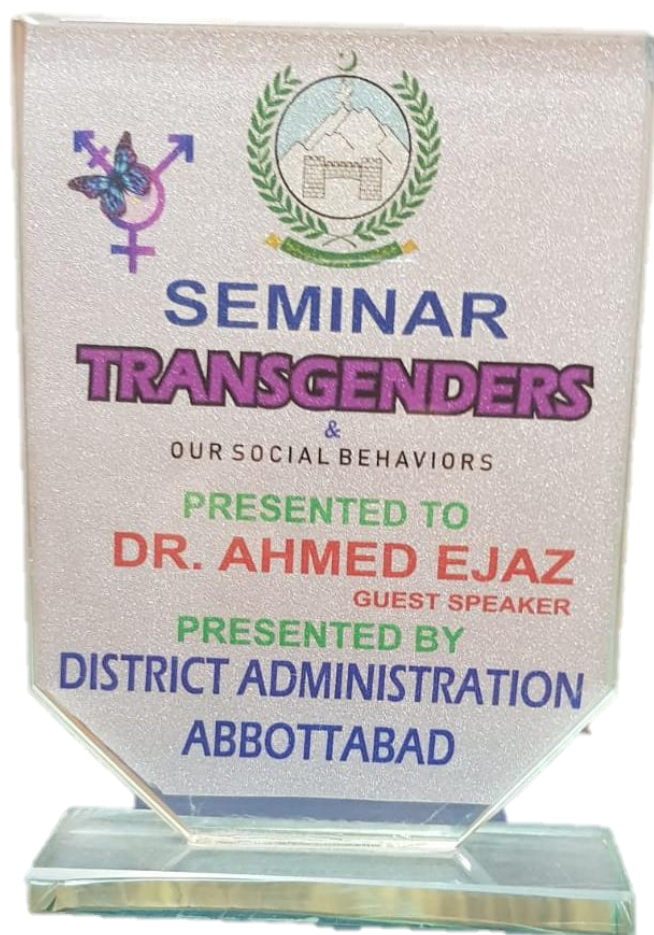 SEMINAR
TRANSGENDERS
&
OUR SOCIAL BEHAVIORS
PRESENTED TO
DR. AHMED EJAZ
GUEST SPEAKER
PRESENTED BY
DISTRICT ADMINISTRATION
ABBOTTABAD